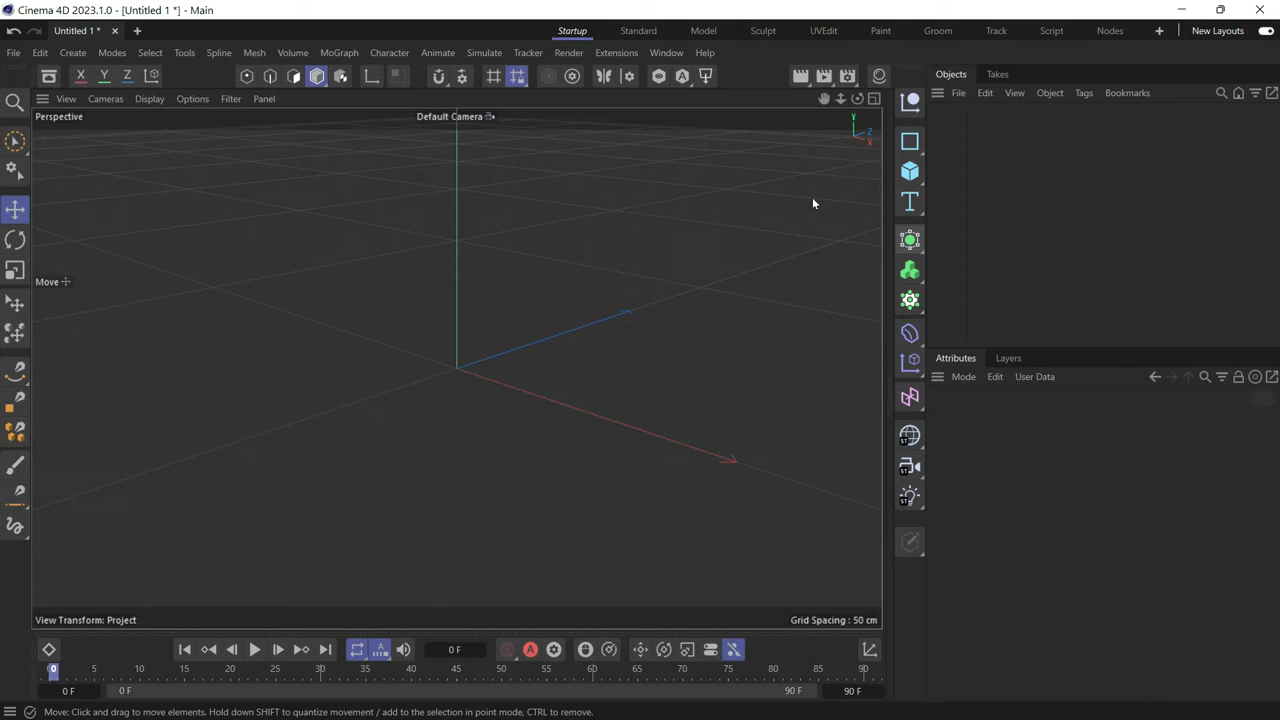 Cinema 4D 2023.1.0 - [Untitled 1 *] - Main
Untitled 1 *
Startup Standard Model Sculpt UVEdit Paint Groom Track Script Nodes New Layouts
File Edit Create Modes Select Tools Spline Mesh Volume MoGraph Character Animate Simulate Tracker Render Extensions Window Help
X Y Z
Objects Takes
View Cameras Display Options Filter Panel
File Edit View Object Tags Bookmarks
Perspective
Default Camera
Y
Z
X
T
Move
Attributes Layers
Mode Edit User Data
ST
ST
ST
View Transform: Project
Grid Spacing : 50 cm
0 F
0 5 10 15 20 25 30 35 40 45 50 55 60 65 70 75 80 85 90
0 F 0 F 90 F 90 F
Move: Click and drag to move elements. Hold down SHIFT to quantize movement / add to the selection in point mode, CTRL to remove.